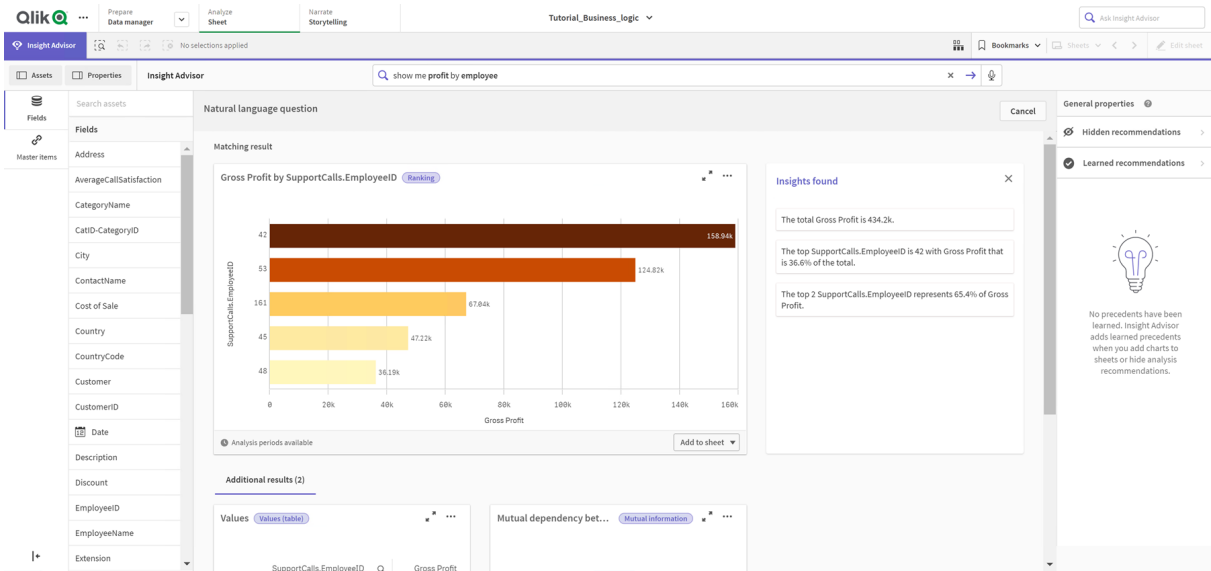 Qlik
Prepare
Data manager
Analyze
Sheet
Narrate
Storytelling
Tutorial_Business_logic
Ask Insight Advisor
Insight Advisor
No selections applied
Bookmarks
Sheets
Edit sheet
Assets
Properties
Insight Advisor
show me profit by employee
Fields
Master items
Search assets
Fields
Address
AverageCallSatisfaction
CategoryName
CatID-CategoryID
City
ContactName
Cost of Sale
Country
CountryCode
Customer
CustomerID
Date
Description
Discount
EmployeeID
EmployeeName
Extension
Natural language question
Cancel
Matching result
Gross Profit by SupportCalls.EmployeeID
Ranking
SupportCalls.EmployeeID
42
158.94k
53
124.82k
161
67.04k
45
47.22k
48
36.19k
0
20k
40k
60k
80k
100k
120k
140k
160k
Gross Profit
Analysis periods available
Add to sheet
Insights found
The total Gross Profit is 434.2k.
The top SupportCalls.EmployeeID is 42 with Gross Profit that
is 36.6% of the total.
The top 2 SupportCalls.EmployeeID represents 65.4% of Gross
Profit.
Additional results (2)
Values
Values (table)
SupportCalls.EmployeeID
Gross Profit
Mutual dependency bet...
Mutual information
General properties
Hidden recommendations
Learned recommendations
No precedents have been
learned. Insight Advisor
adds learned precedents
when you add charts to
sheets or hide analysis
recommendations.